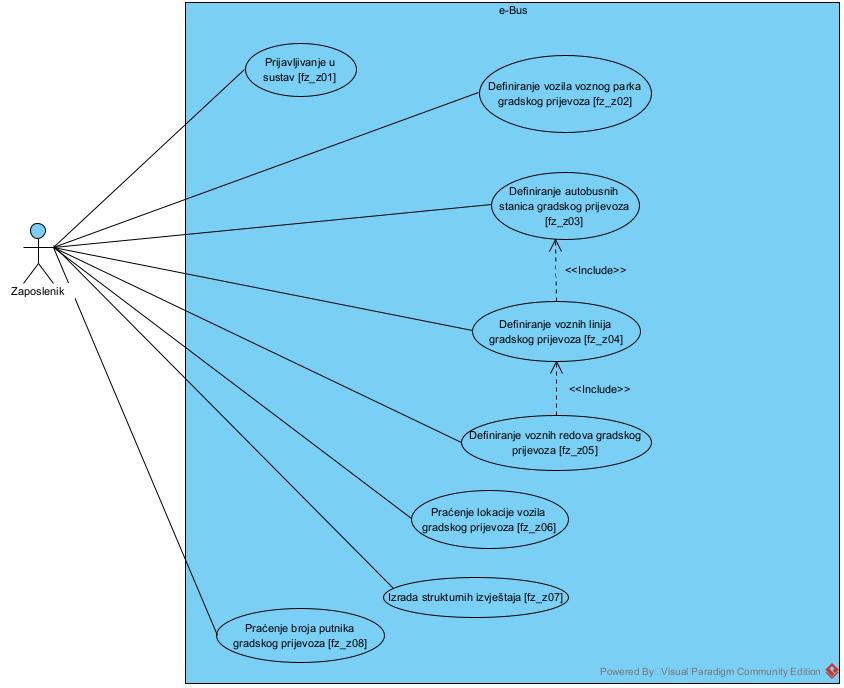 e-Bus
Prijavljivanje u
sustav [fz_z01]
Definiranje vozila voznog parka
gradskog prijevoza [fz_z02]
Definiranje autobusnih
stanica gradskog prijevoza
[fz_z03]
<<Include>>
Zaposlenik
Definiranje voznih linija
gradskog prijevoza [fz_z04]
<<Include>>
Definiranje voznih redova gradskog
prijevoza [fz_z05]
Praćenje lokacije vozila
gradskog prijevoza [fz_z06]
Izrada strukturnih izvještaja [fz_z07]
Praćenje broja putnika
gradskog prijevoza [fz_z08]
Powered By Visual Paradigm Community Edition